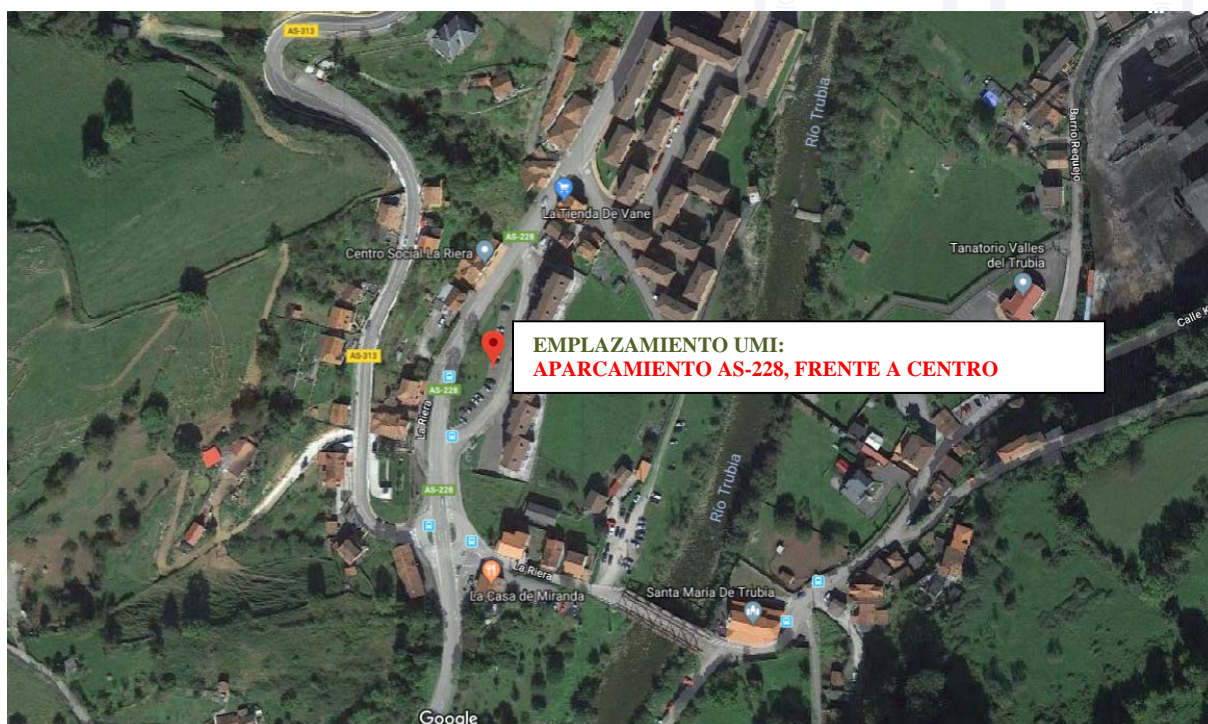 AS-313
Río Trubia
Barrio Requejo
La Tienda De Vane
AS-228
Centro Social La Riera
Tanatorio Valles
del Trubia
Calle K
EMPLAZAMIENTO UMI:
APARCAMIENTO AS-228, FRENTE A CENTRO
AS-313
AS-228
La Riera
AS-228
Río Trubia
La Riera
La Casa de Miranda
Santa Maria De Trubia
Google